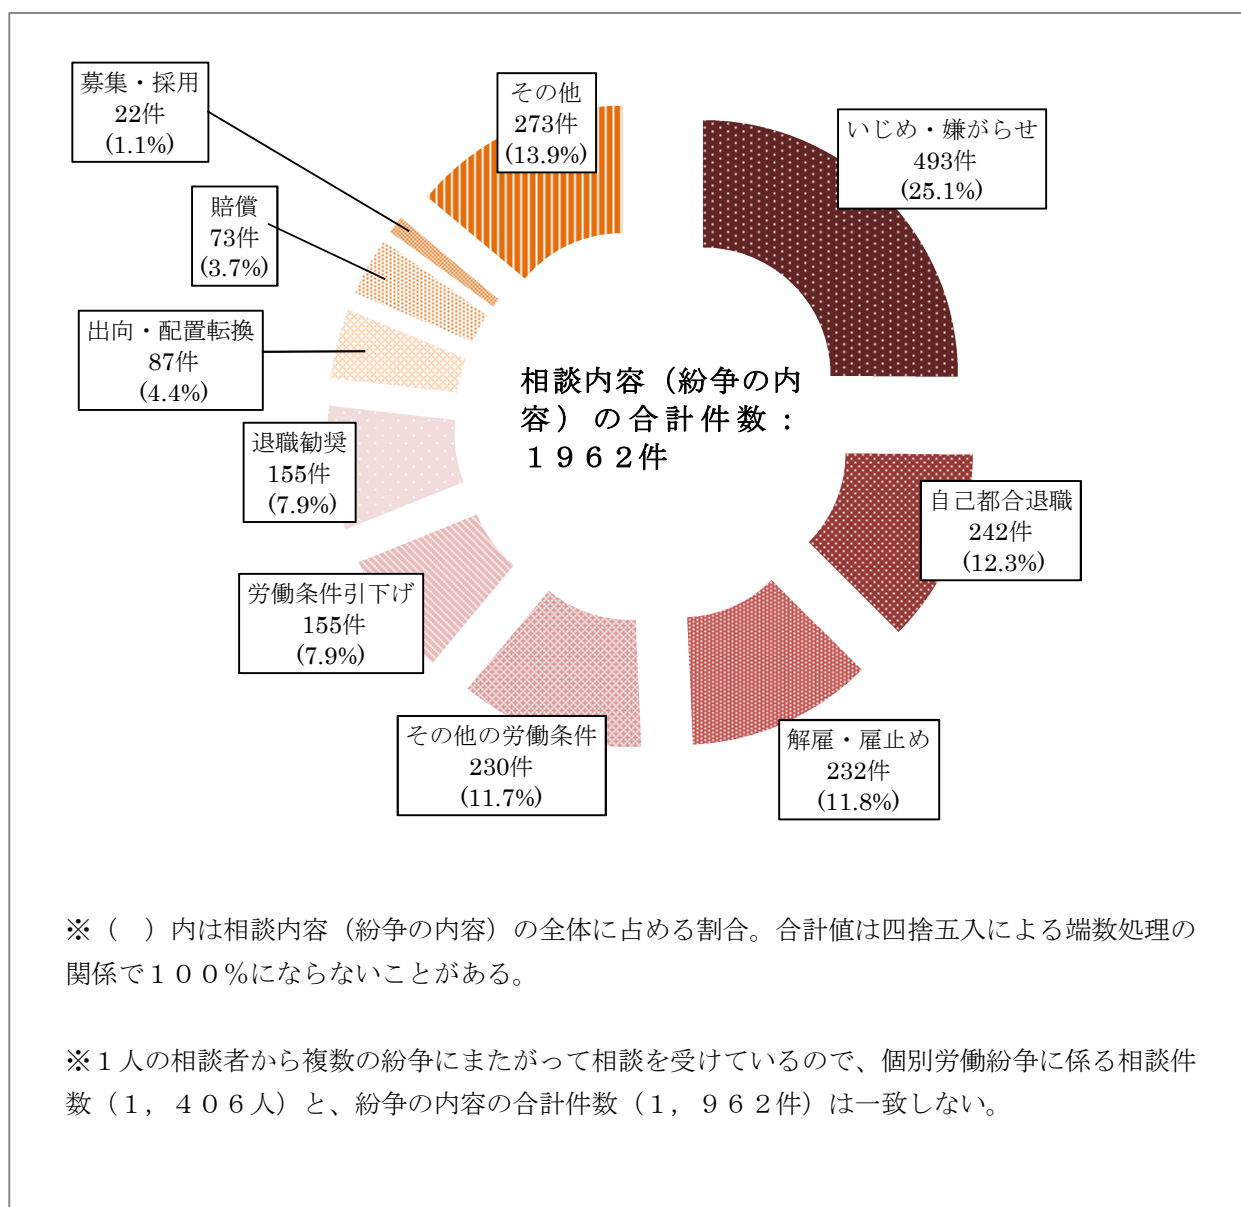 募集・採用
22件
(1.1%)
その他
273件
(13.9%)
いじめ・嫌がらせ
493件
(25.1%)
賠償
73件
(3.7%)
出向・配置転換
87件
(4.4%)
相談内容（紛争の内
容）の合計件数：
１９６２件
退職勧奨
155件
(7.9%)
自己都合退職
242件
(12.3%)
労働条件引下げ
155件
(7.9%)
その他の労働条件
230件
(11.7%)
解雇・雇止め
232件
(11.8%)
※（　）内は相談内容（紛争の内容）の全体に占める割合。合計値は四捨五入による端数処理の
関係で１００％にならないことがある。
※１人の相談者から複数の紛争にまたがって相談を受けているので、個別労働紛争に係る相談件
数（１，４０６人）と、紛争の内容の合計件数（１，９６２件）は一致しない。